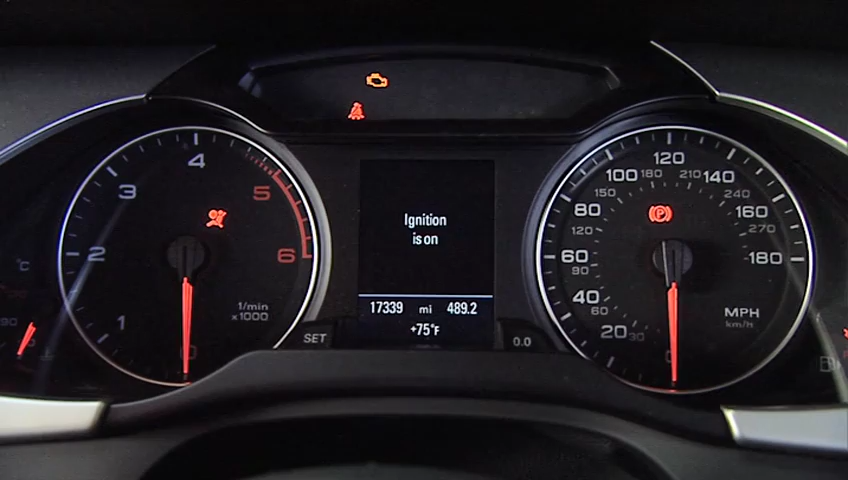 Ignition
is on
17339 mi 489.2
+75°F
SET
0.0
1
2
3
4
5
6
1/min
x1000
°C
90
20
40
60
80
100
120
140
160
180
30
60
90
120
150
180
210
240
270
MPH
km/h
(P)